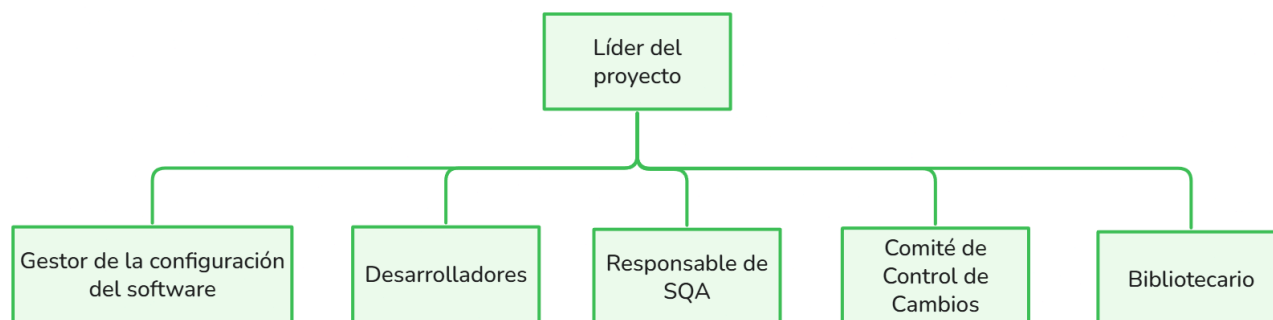 Líder del
proyecto
Gestor de la configuración
del software
Desarrolladores
Responsable de
SQA
Comité de
Control de
Cambios
Bibliotecario